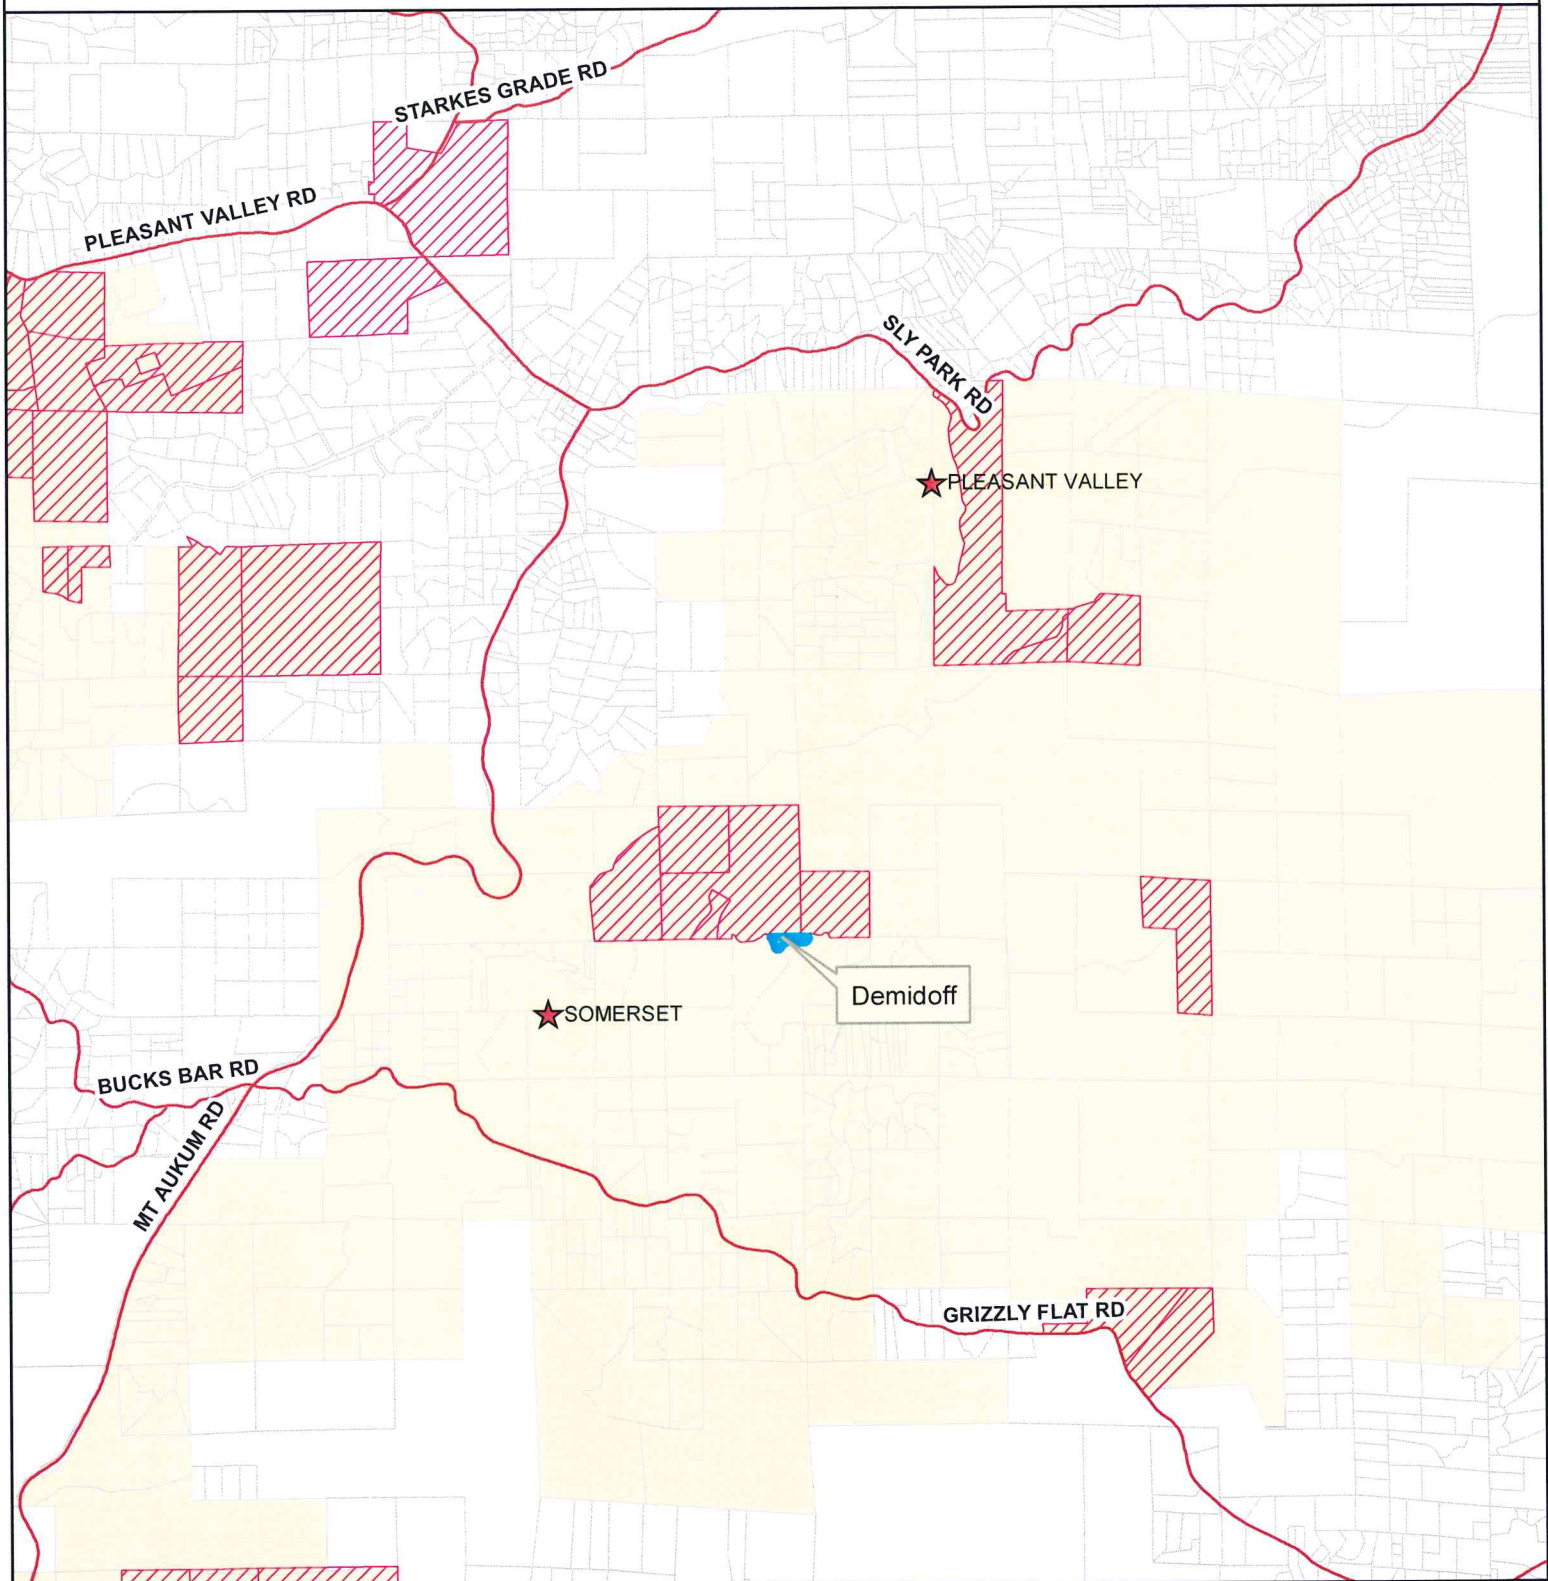 STARKES GRADE RD
PLEASANT VALLEY RD
SLY PARK RD
PLEASANT VALLEY
Demidoff
SOMERSET
BUCKS BAR RD
MT AUKUM RD
GRIZZLY FLAT RD